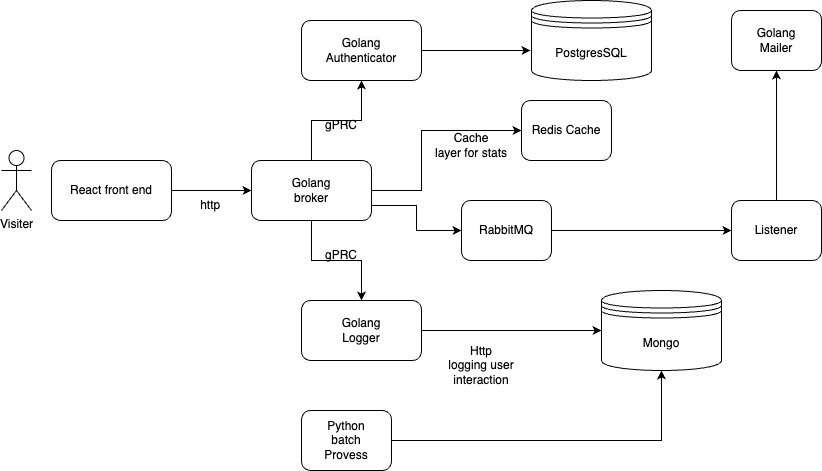 Golang
Authenticator
PostgresSQL
Golang
Mailer
gPRC
Redis Cache
Cache
layer for stats
Visiter
React front end
http
Golang
broker
RabbitMQ
Listener
gPRC
Golang
Logger
Http
logging user
interaction
Mongo
Python
batch
Provess